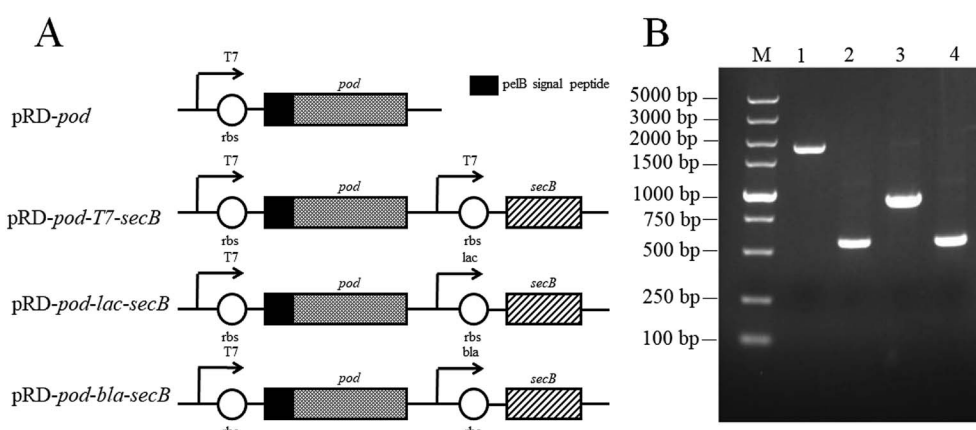 A
T7
pod
pRD-pod
rbs
pelB signal peptide
T7
pod
T7
secB
pRD-pod-T7-secB
rbs
rbs
T7
pod
lac
secB
pRD-pod-lac-secB
rbs
rbs
T7
pod
bla
secB
pRD-pod-bla-secB
B
M 1 2 3 4
5000 bp
3000 bp
2000 bp
1500 bp
1000 bp
750 bp
500 bp
250 bp
100 bp